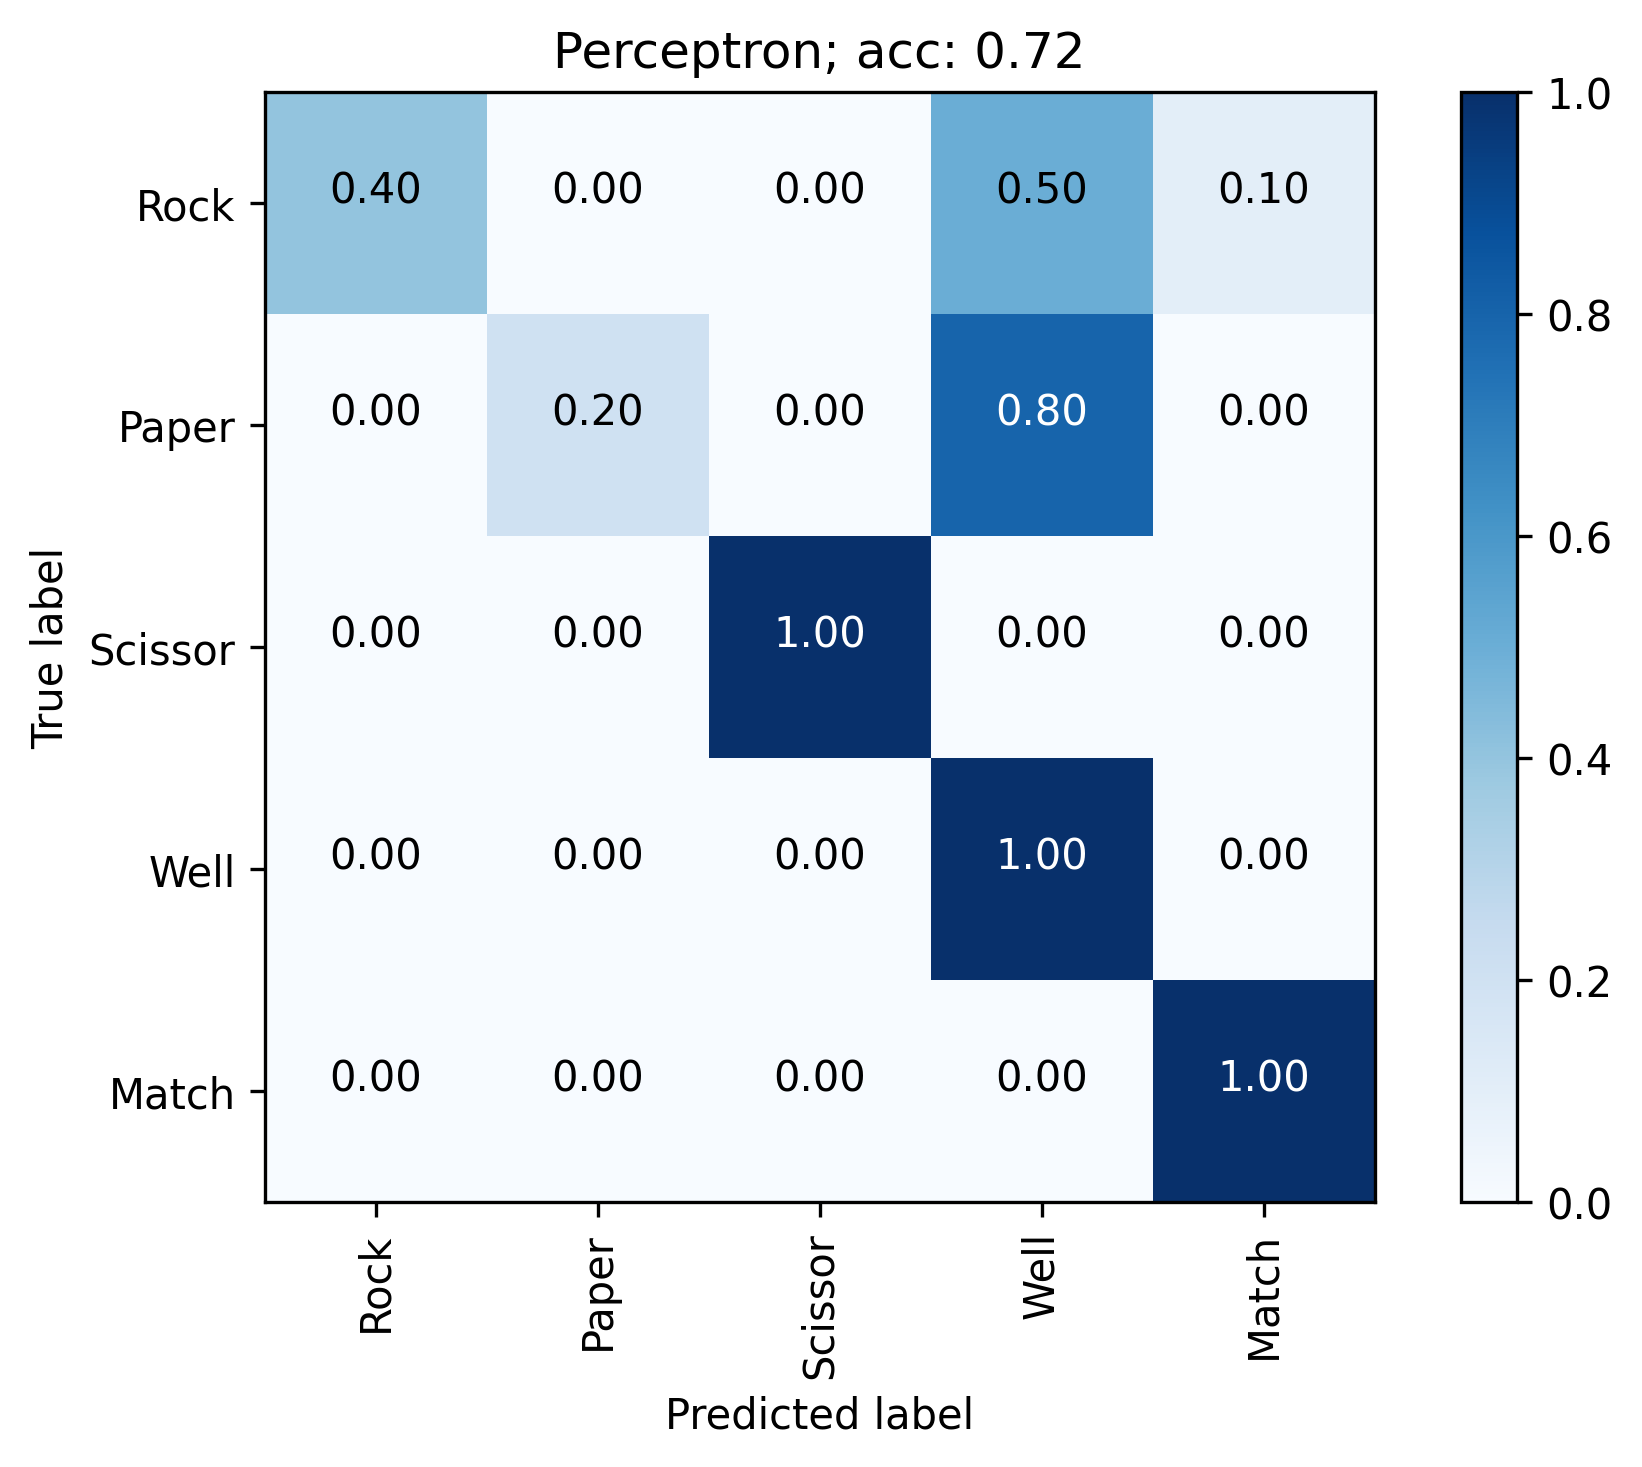 Perceptron; acc: 0.72
Rock 0.40 0.00 0.00 0.50 0.10
Paper 0.00 0.20 0.00 0.80 0.00
Scissor 0.00 0.00 1.00 0.00 0.00
Well 0.00 0.00 0.00 1.00 0.00
Match 0.00 0.00 0.00 0.00 1.00
True label
Rock Paper Scissor Well Match
Predicted label
1.0
0.8
0.6
0.4
0.2
0.0